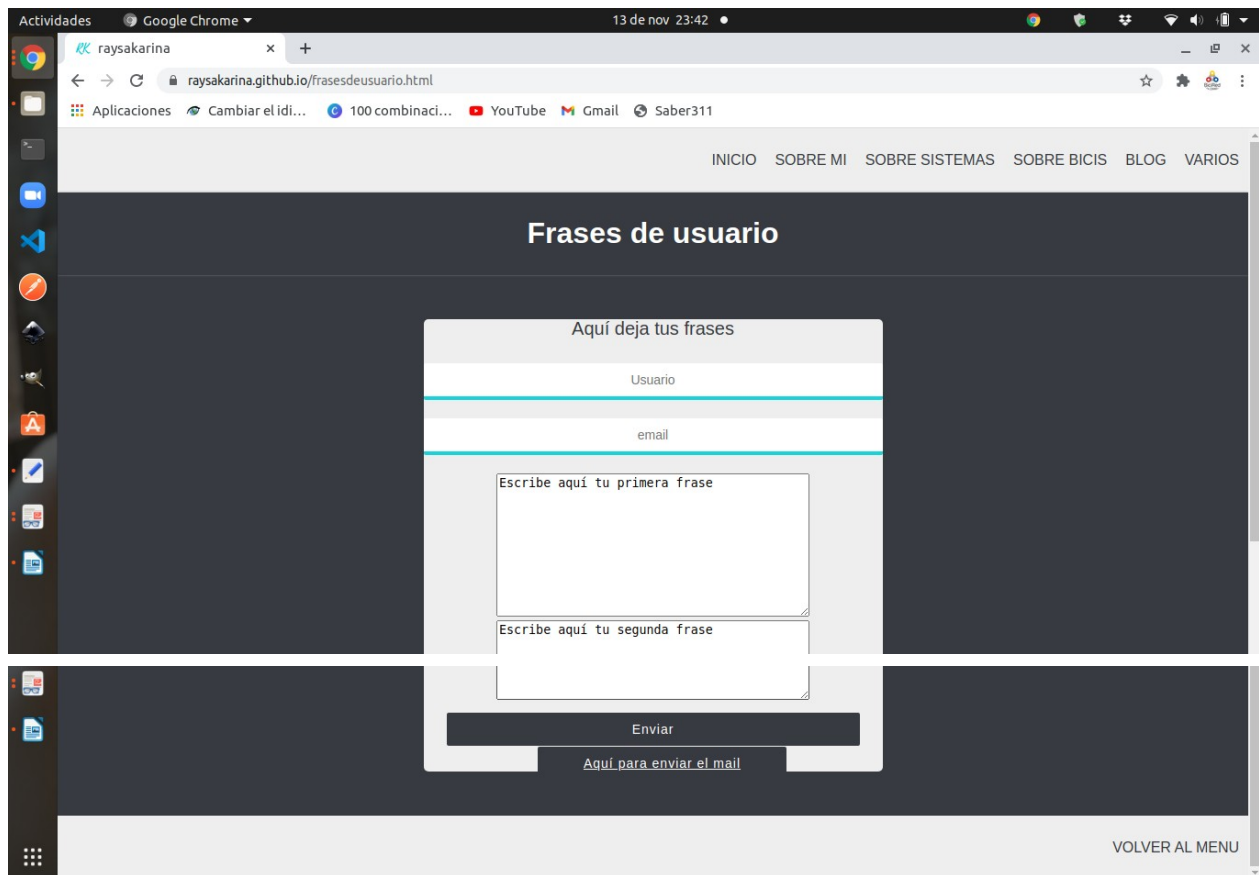 Actividades Google Chrome 13 de nov 23:42
raysakarina
raysakarina.github.io/frasesdeusuario.html
Aplicaciones Cambiar el idi... 100 combinaci... YouTube Gmail Saber311
INICIO SOBRE MI SOBRE SISTEMAS SOBRE BICIS BLOG VARIOS
Frases de usuario
Aquí deja tus frases
Usuario
email
Escribe aquí tu primera frase
Escribe aquí tu segunda frase
Enviar
Aquí para enviar el mail
VOLVER AL MENU